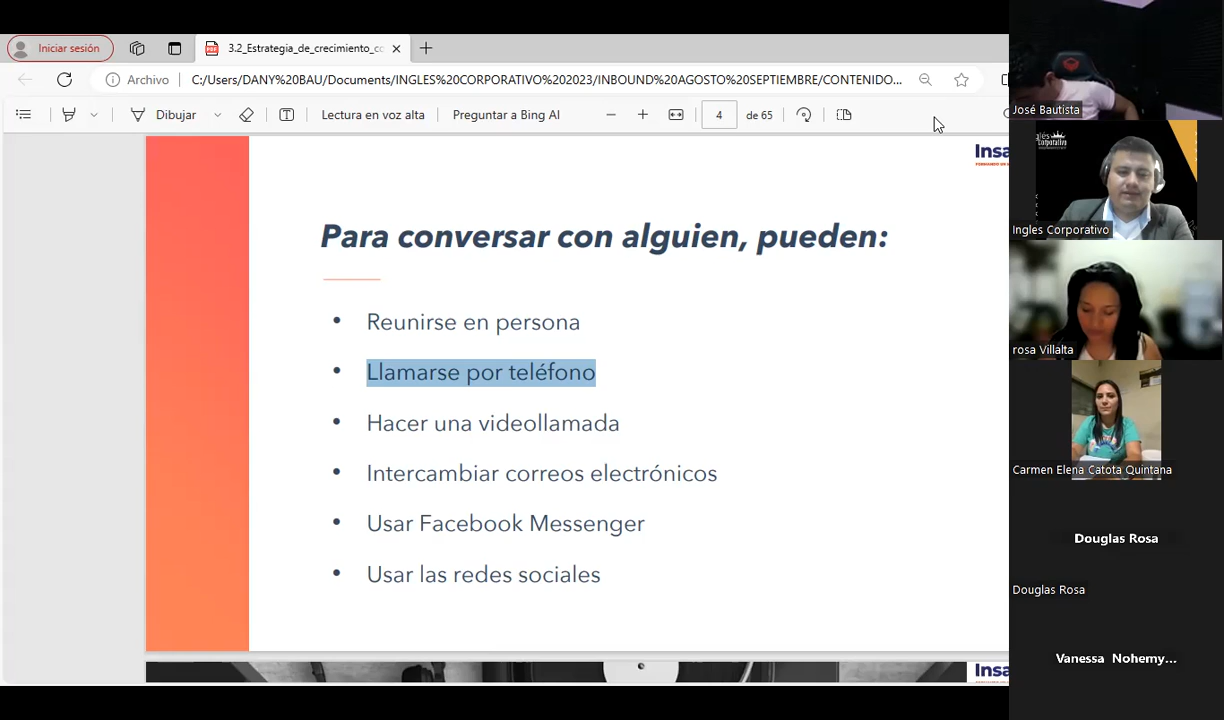 Iniciar sesión
3.2_Estrategia_de_crecimiento_cc
Archivo
C:/Users/DANY%20BAU/Documents/INGLES%20CORPORATIVO%202023/INBOUND%20AGOSTO%20SEPTIEMBRE/CONTENIDO...
Dibujar
Lectura en voz alta
Preguntar a Bing AI
4
de 65
Insa
Para conversar con alguien, pueden:
• Reunirse en persona
• Llamarse por teléfono
• Hacer una videollamada
• Intercambiar correos electrónicos
• Usar Facebook Messenger
• Usar las redes sociales
Insa
José Bautista
Ingles Corporativo
rosa Villalta
Carmen Elena Catota Quintana
Douglas Rosa
Douglas Rosa
Vanessa Nohemy...